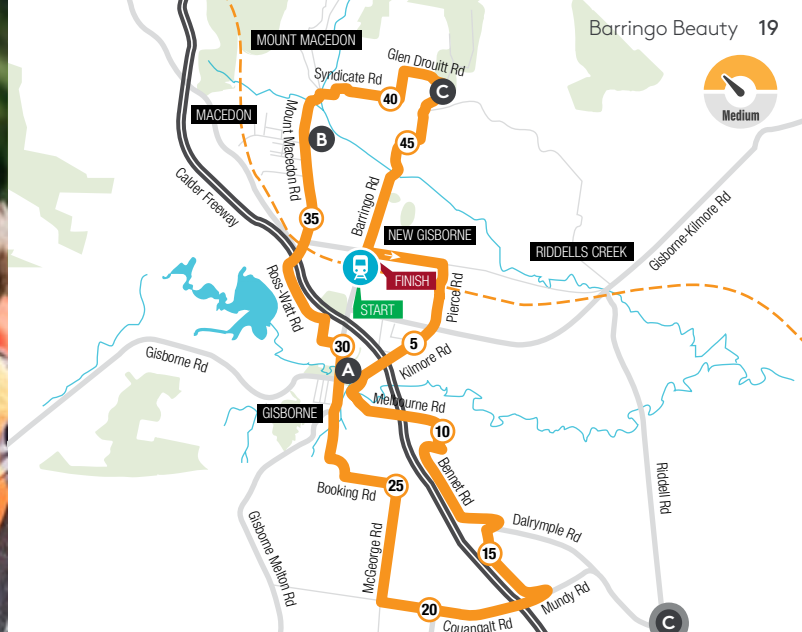 Barringo Beauty 19
MOUNT MACEDON
Glen Drouitt Rd
Syndicate Rd
40
C
Medium
MACEDON
Mount Macedon Rd
B
45
Calder Freeway
Barringo Rd
35
Gisborne-Kilmore Rd
NEW GISBORNE
RIDDELLS CREEK
FINISH
START
Ross-Watt Rd
Pierce Rd
30
5
Kilmore Rd
Gisborne Rd
A
Melbourne Rd
GISBORNE
10
Bennet Rd
Booking Rd
25
Riddell Rd
Dalrymple Rd
Gisborne Melton Rd
McGeorge Rd
15
Mundy Rd
20
Couangalt Rd
C